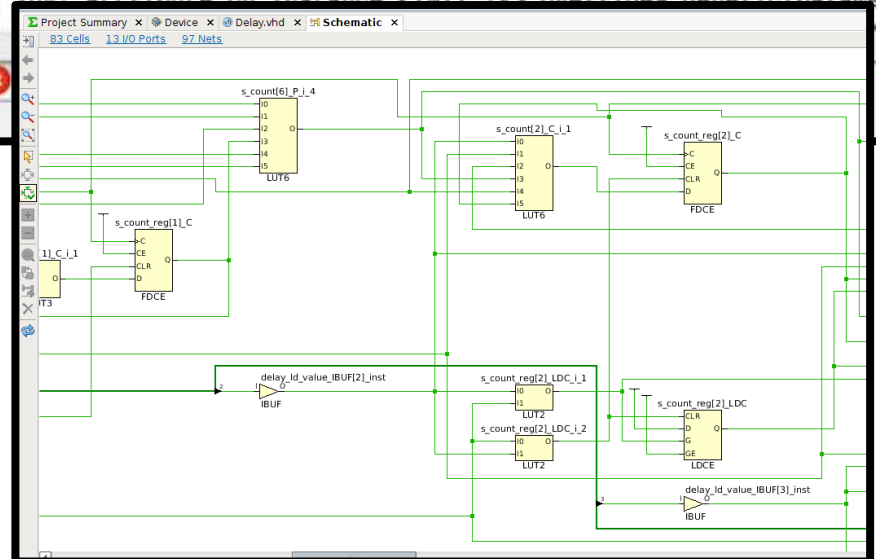 Project Summary × Device × Delay.vhd × Schematic ×
83 Cells 13 I/O Ports 97 Nets
s_count[6]_P_i_4
I0
I1
I2
I3
I4
I5
O
LUT6
s_count[2]_C_i_1
I0
I1
I2
I3
I4
I5
O
LUT6
s_count_reg[2]_C
C
CE
CLR
D
Q
FDCE
1]_C_i_1
O
s_count_reg[1]_C
C
CE
CLR
D
Q
FDCE
delay_ld_value_IBUF[2]_inst
2
I
O
IBUF
s_count_reg[2]_LDC_i_1
I0
I1
O
LUT2
s_count_reg[2]_LDC_i_2
I0
I1
O
LUT2
s_count_reg[2]_LDC
CLR
D
G
GE
Q
LDCE
delay_ld_value_IBUF[3]_inst
3
I
O
IBUF